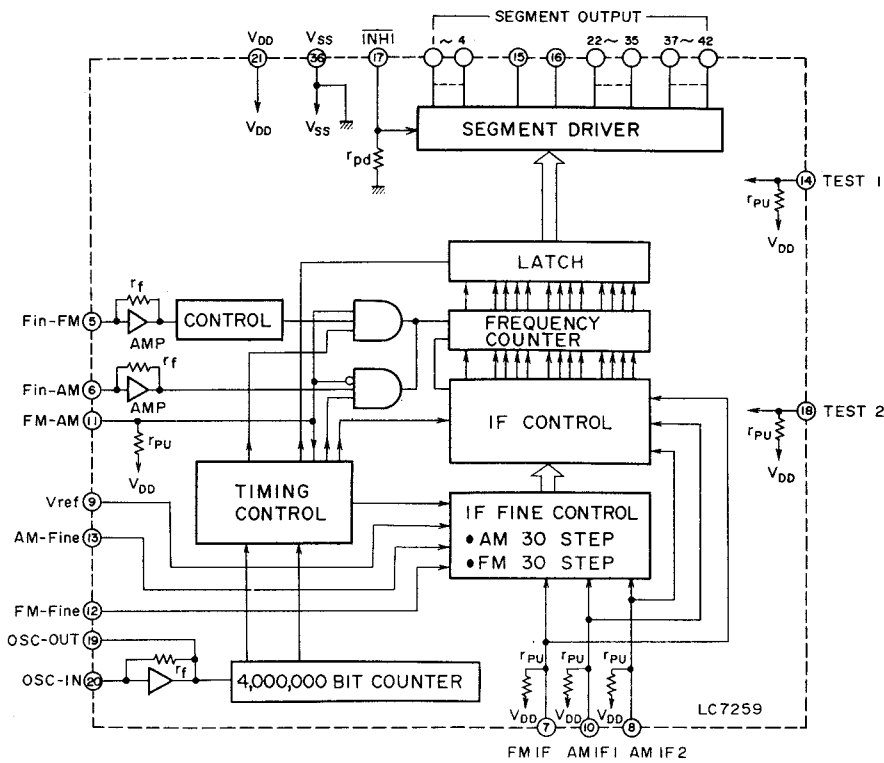 SEGMENT OUTPUT
VDD VSS INH1 1~4 22~35 37~42
21 36 17 15 16
VDD VSS
rpd
SEGMENT DRIVER
14 TEST 1
rPU
VDD
LATCH
rf
Fin-FM 5 AMP
CONTROL
FREQUENCY
COUNTER
rf
Fin-AM 6 AMP
FM-AM 11
rPU
VDD
IF CONTROL
18 TEST 2
rPU
VDD
TIMING
CONTROL
Vref 9
AM-Fine 13
IF FINE CONTROL
•AM 30 STEP
•FM 30 STEP
FM-Fine 12
OSC-OUT 19
rf
OSC-IN 20
4,000,000 BIT COUNTER
rPU rPU rPU
VDD VDD VDD
LC7259
7 10 8
FM IF AM IF1 AM IF2